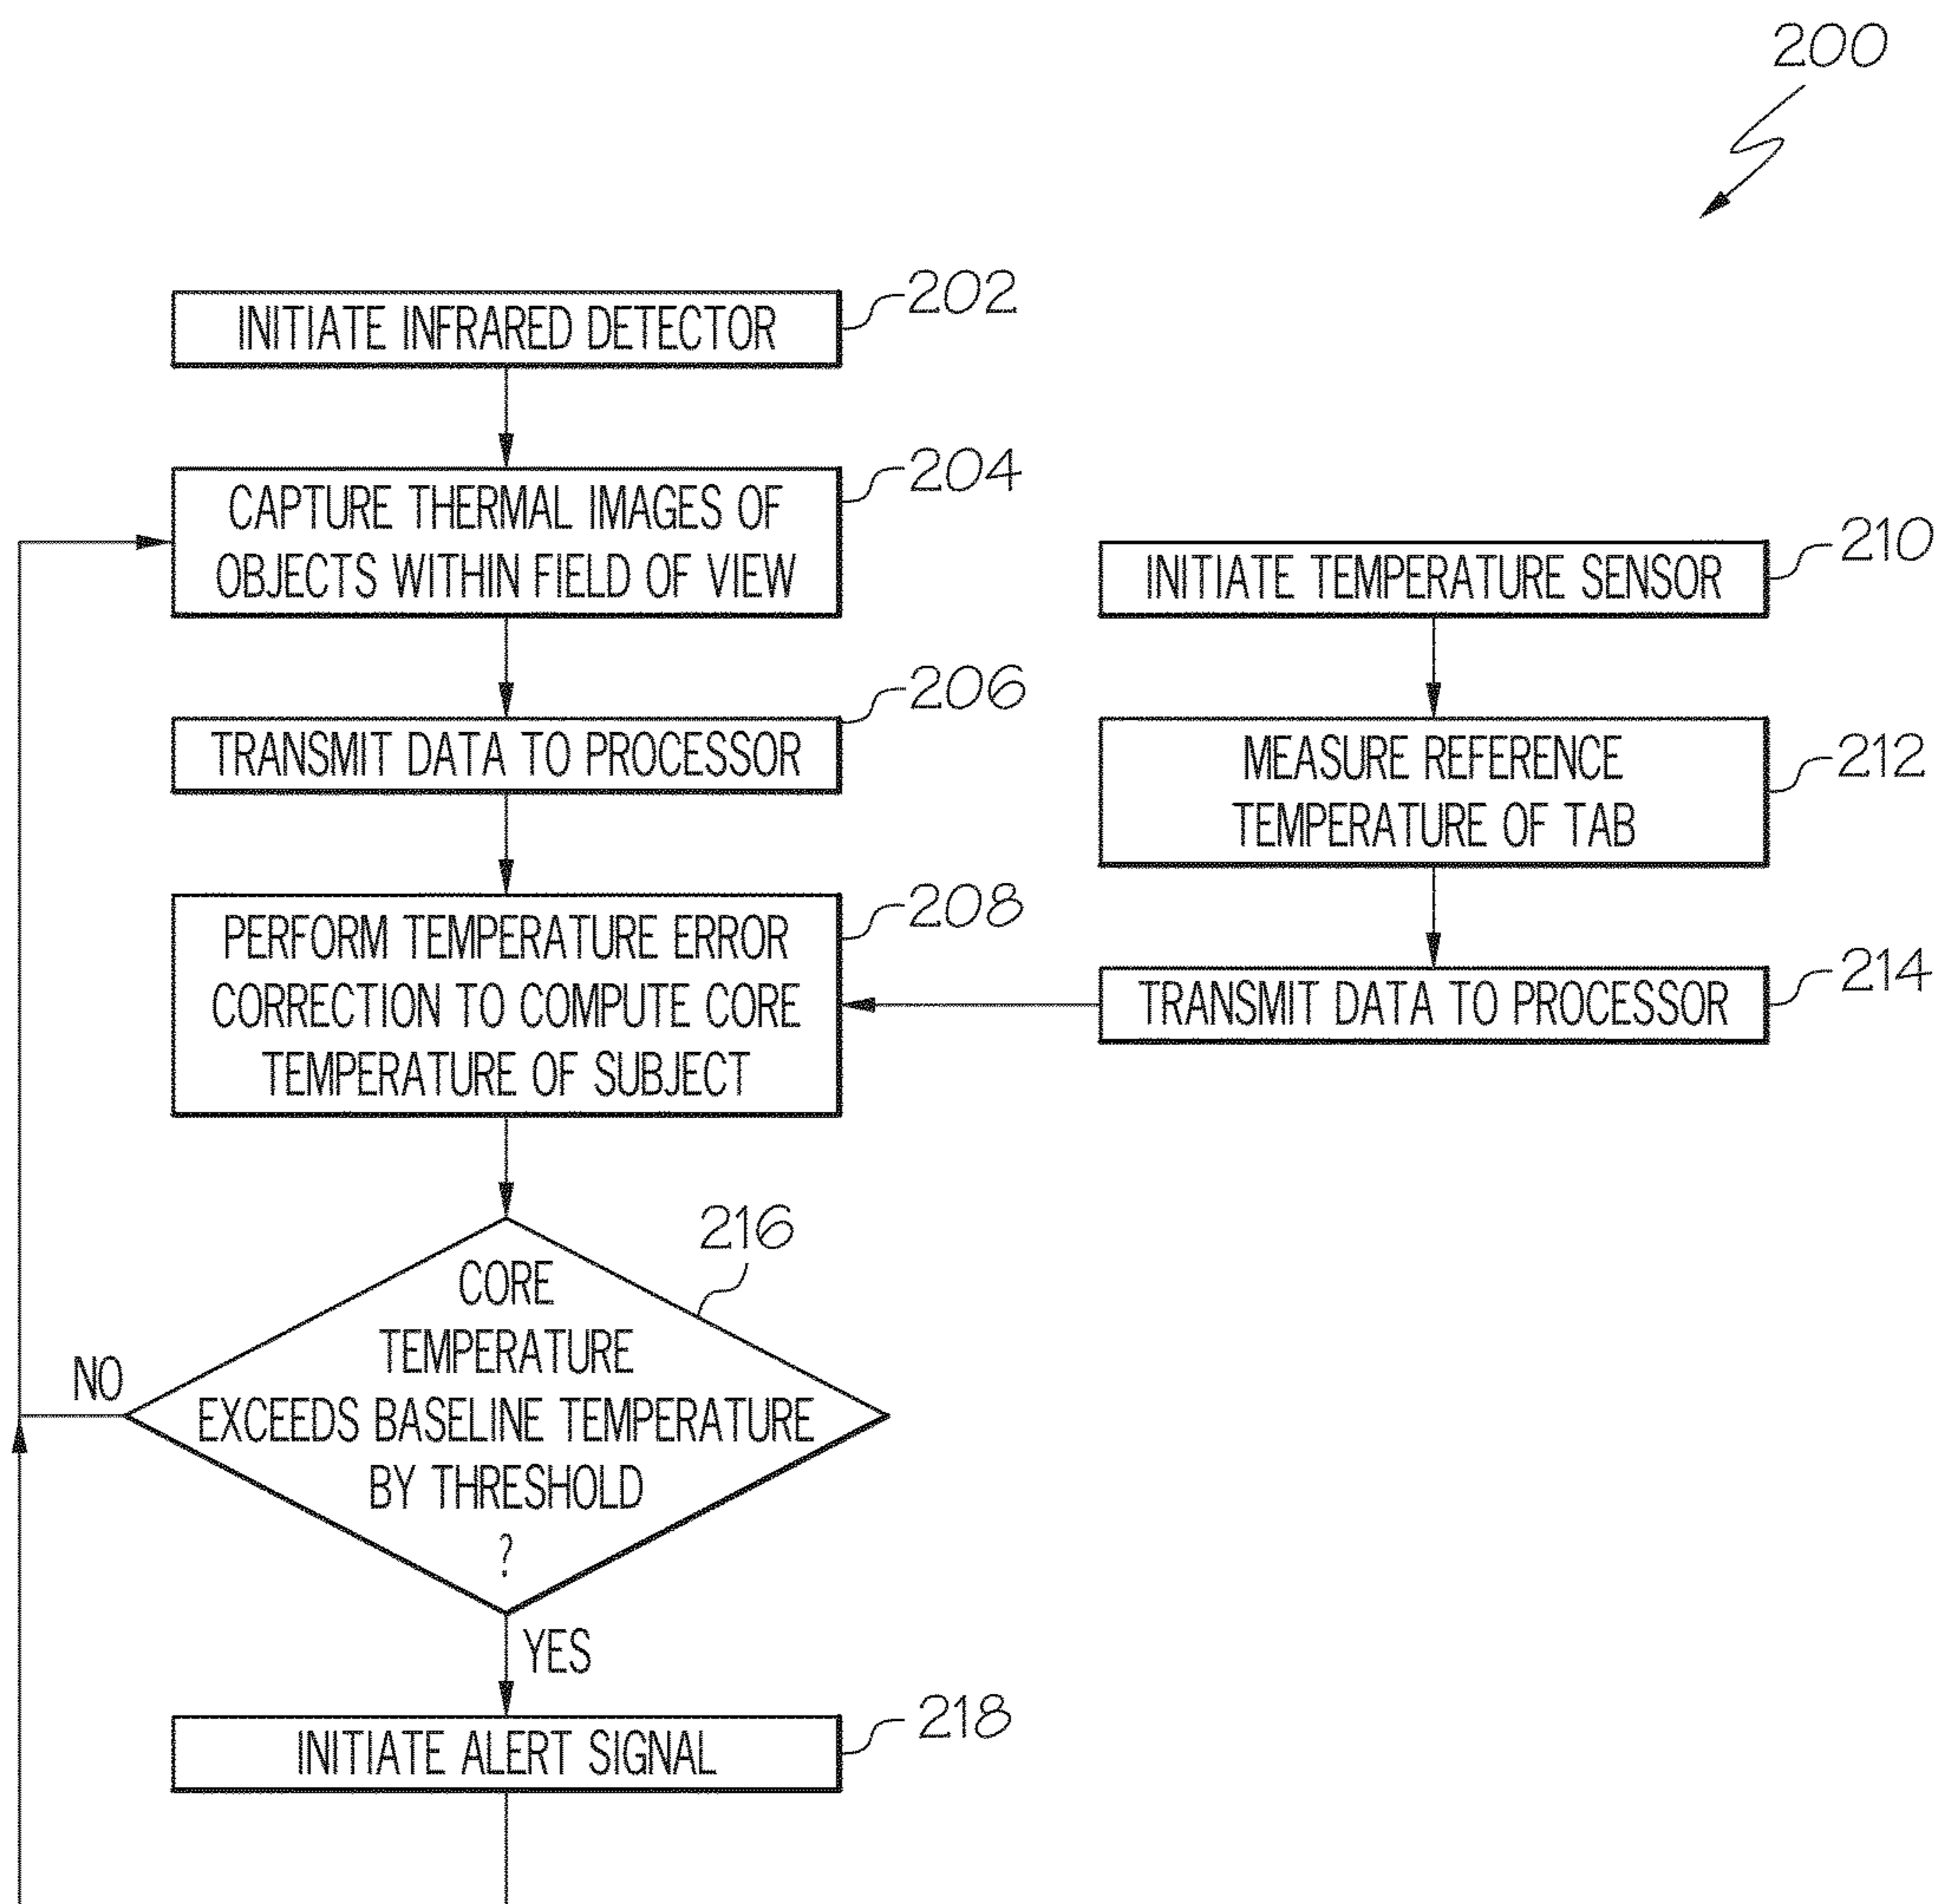 200
INITIATE INFRARED DETECTOR
202
CAPTURE THERMAL IMAGES OF
OBJECTS WITHIN FIELD OF VIEW
204
TRANSMIT DATA TO PROCESSOR
206
PERFORM TEMPERATURE ERROR
CORRECTION TO COMPUTE CORE
TEMPERATURE OF SUBJECT
208
INITIATE TEMPERATURE SENSOR
210
MEASURE REFERENCE
TEMPERATURE OF TAB
212
TRANSMIT DATA TO PROCESSOR
214
CORE
TEMPERATURE
EXCEEDS BASELINE TEMPERATURE
BY THRESHOLD
?
216
NO
YES
INITIATE ALERT SIGNAL
218